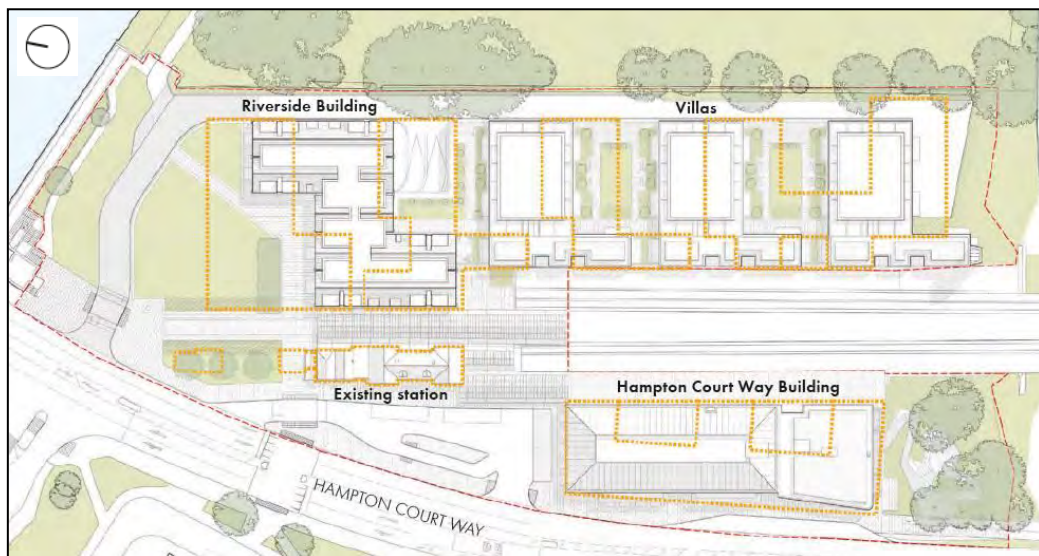 Riverside Building
Villas
Existing station
Hampton Court Way Building
HAMPTON COURT WAY